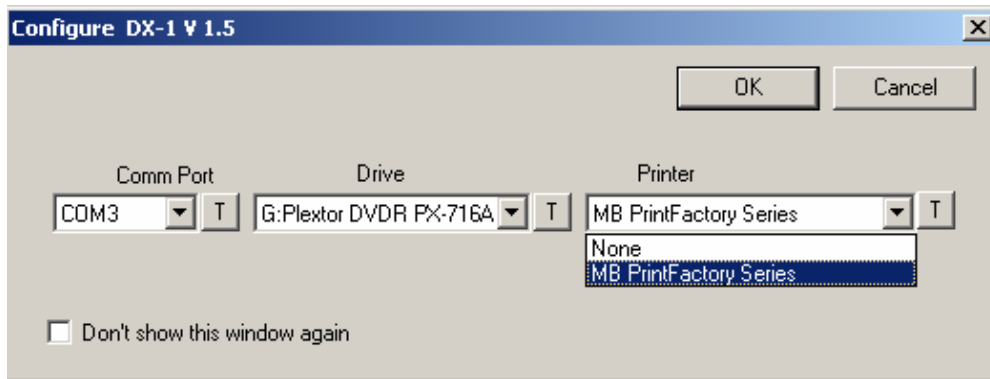 Configure DX-1 V 1.5
OK Cancel
Comm Port Drive Printer
COM3 T G:Plextor DVDR PX-716A T MB PrintFactory Series T
None
MB PrintFactory Series
Don't show this window again